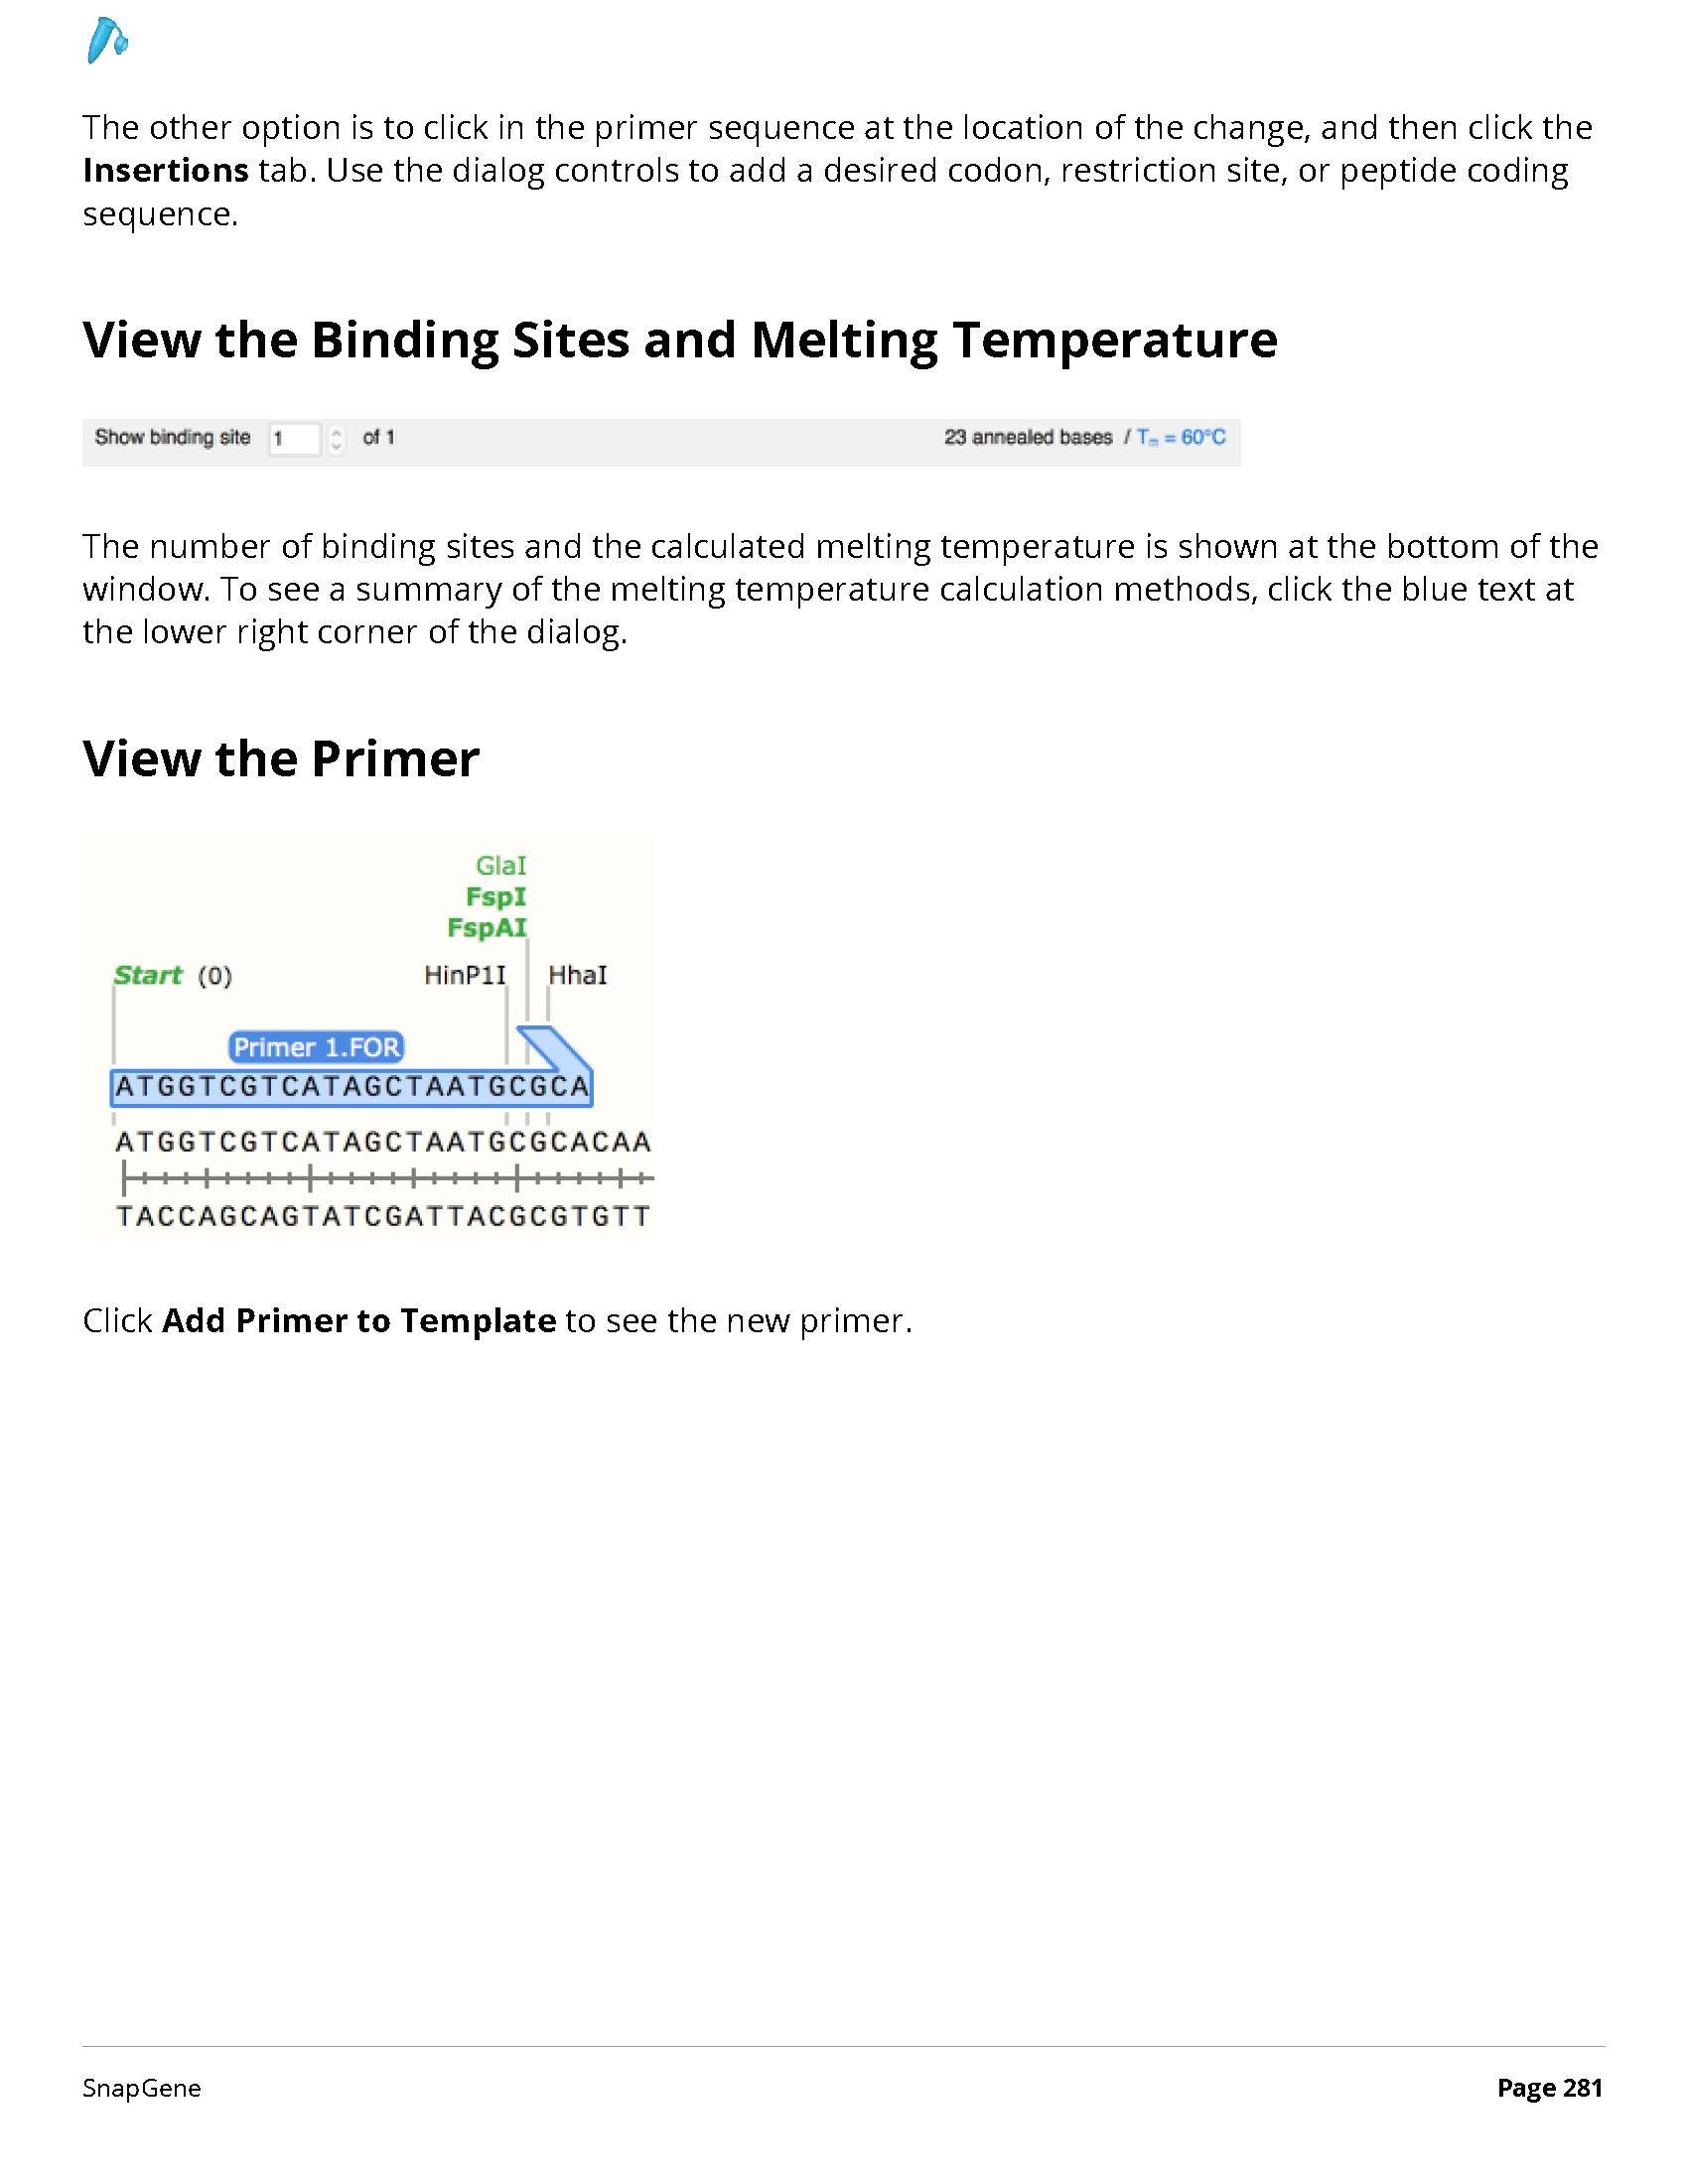 The other option is to click in the primer sequence at the location of the change, and then click the
Insertions tab. Use the dialog controls to add a desired codon, restriction site, or peptide coding
sequence.
View the Binding Sites and Melting Temperature
Show binding site 1 of 1 23 annealed bases / Tm = 60°C
The number of binding sites and the calculated melting temperature is shown at the bottom of the
window. To see a summary of the melting temperature calculation methods, click the blue text at
the lower right corner of the dialog.
View the Primer
GlaI
FspI
FspAI
Start (0) HinP1I HhaI
Primer 1.FOR
ATGGTCGTCATAGCTAATGCGCA
ATGGTCGTCATAGCTAATGCGCACAA
TACCAGCAGTATCGATTACGCGTGTT
Click Add Primer to Template to see the new primer.
SnapGene Page 281